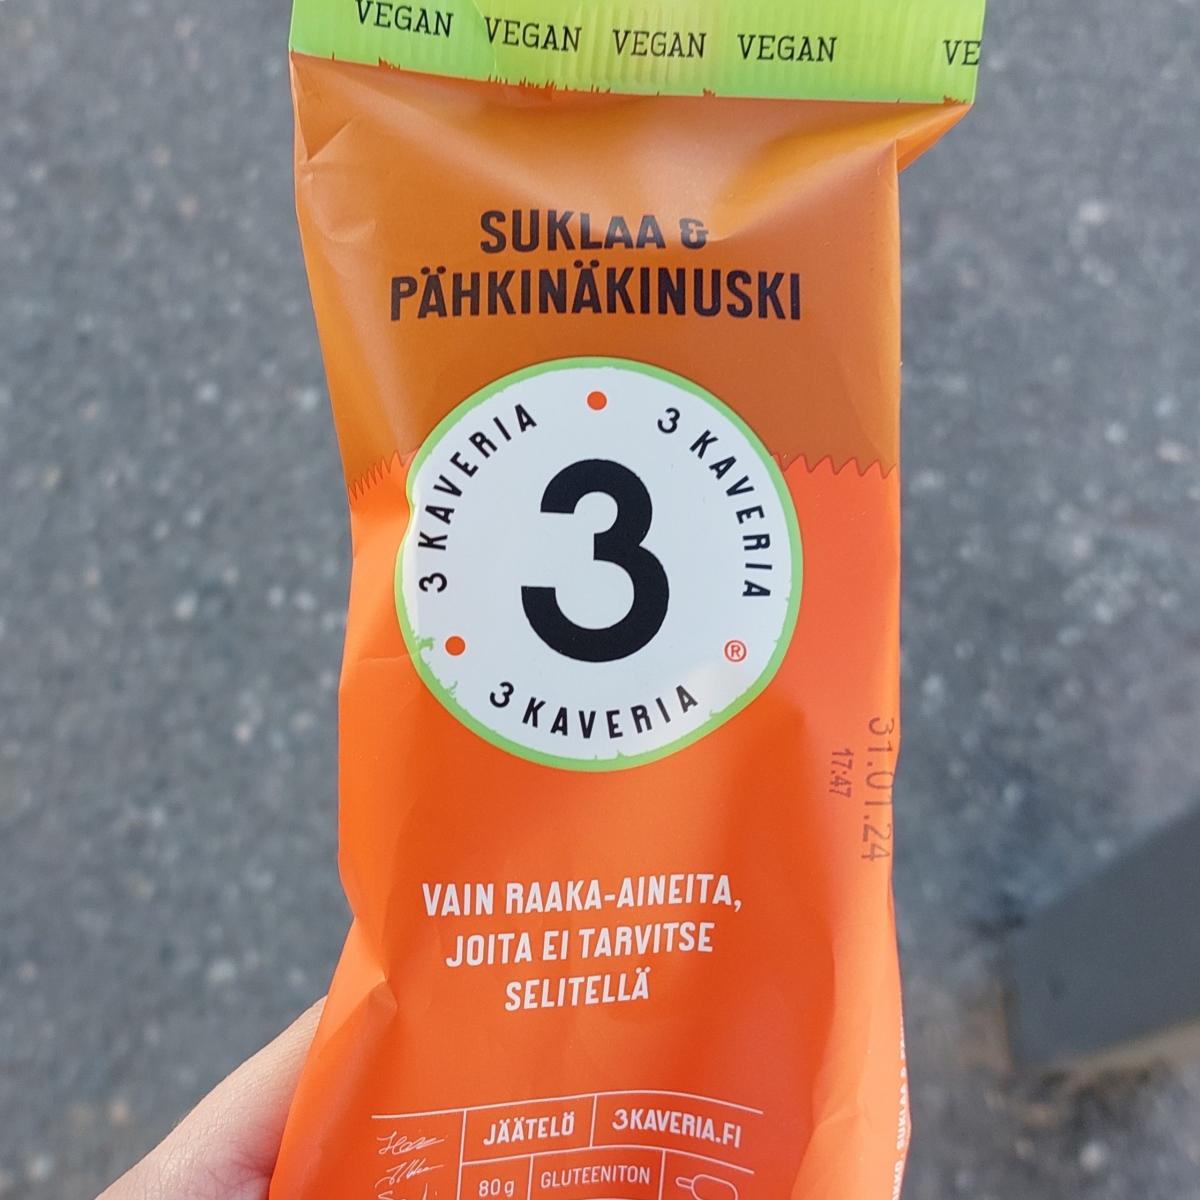 VEGAN VEGAN VEGAN VEGAN
SUKLAA &
PÄHKINÄKINUSKI
3 KAVERIA
3 KAVERIA
3
3 KAVERIA
®
31.01.24
17:47
VAIN RAAKA-AINEITA,
JOITA EI TARVITSE
SELITELLÄ
JÄÄTELÖ
3KAVERIA.FI
80 g
GLUTEENITON
SUKLAA &